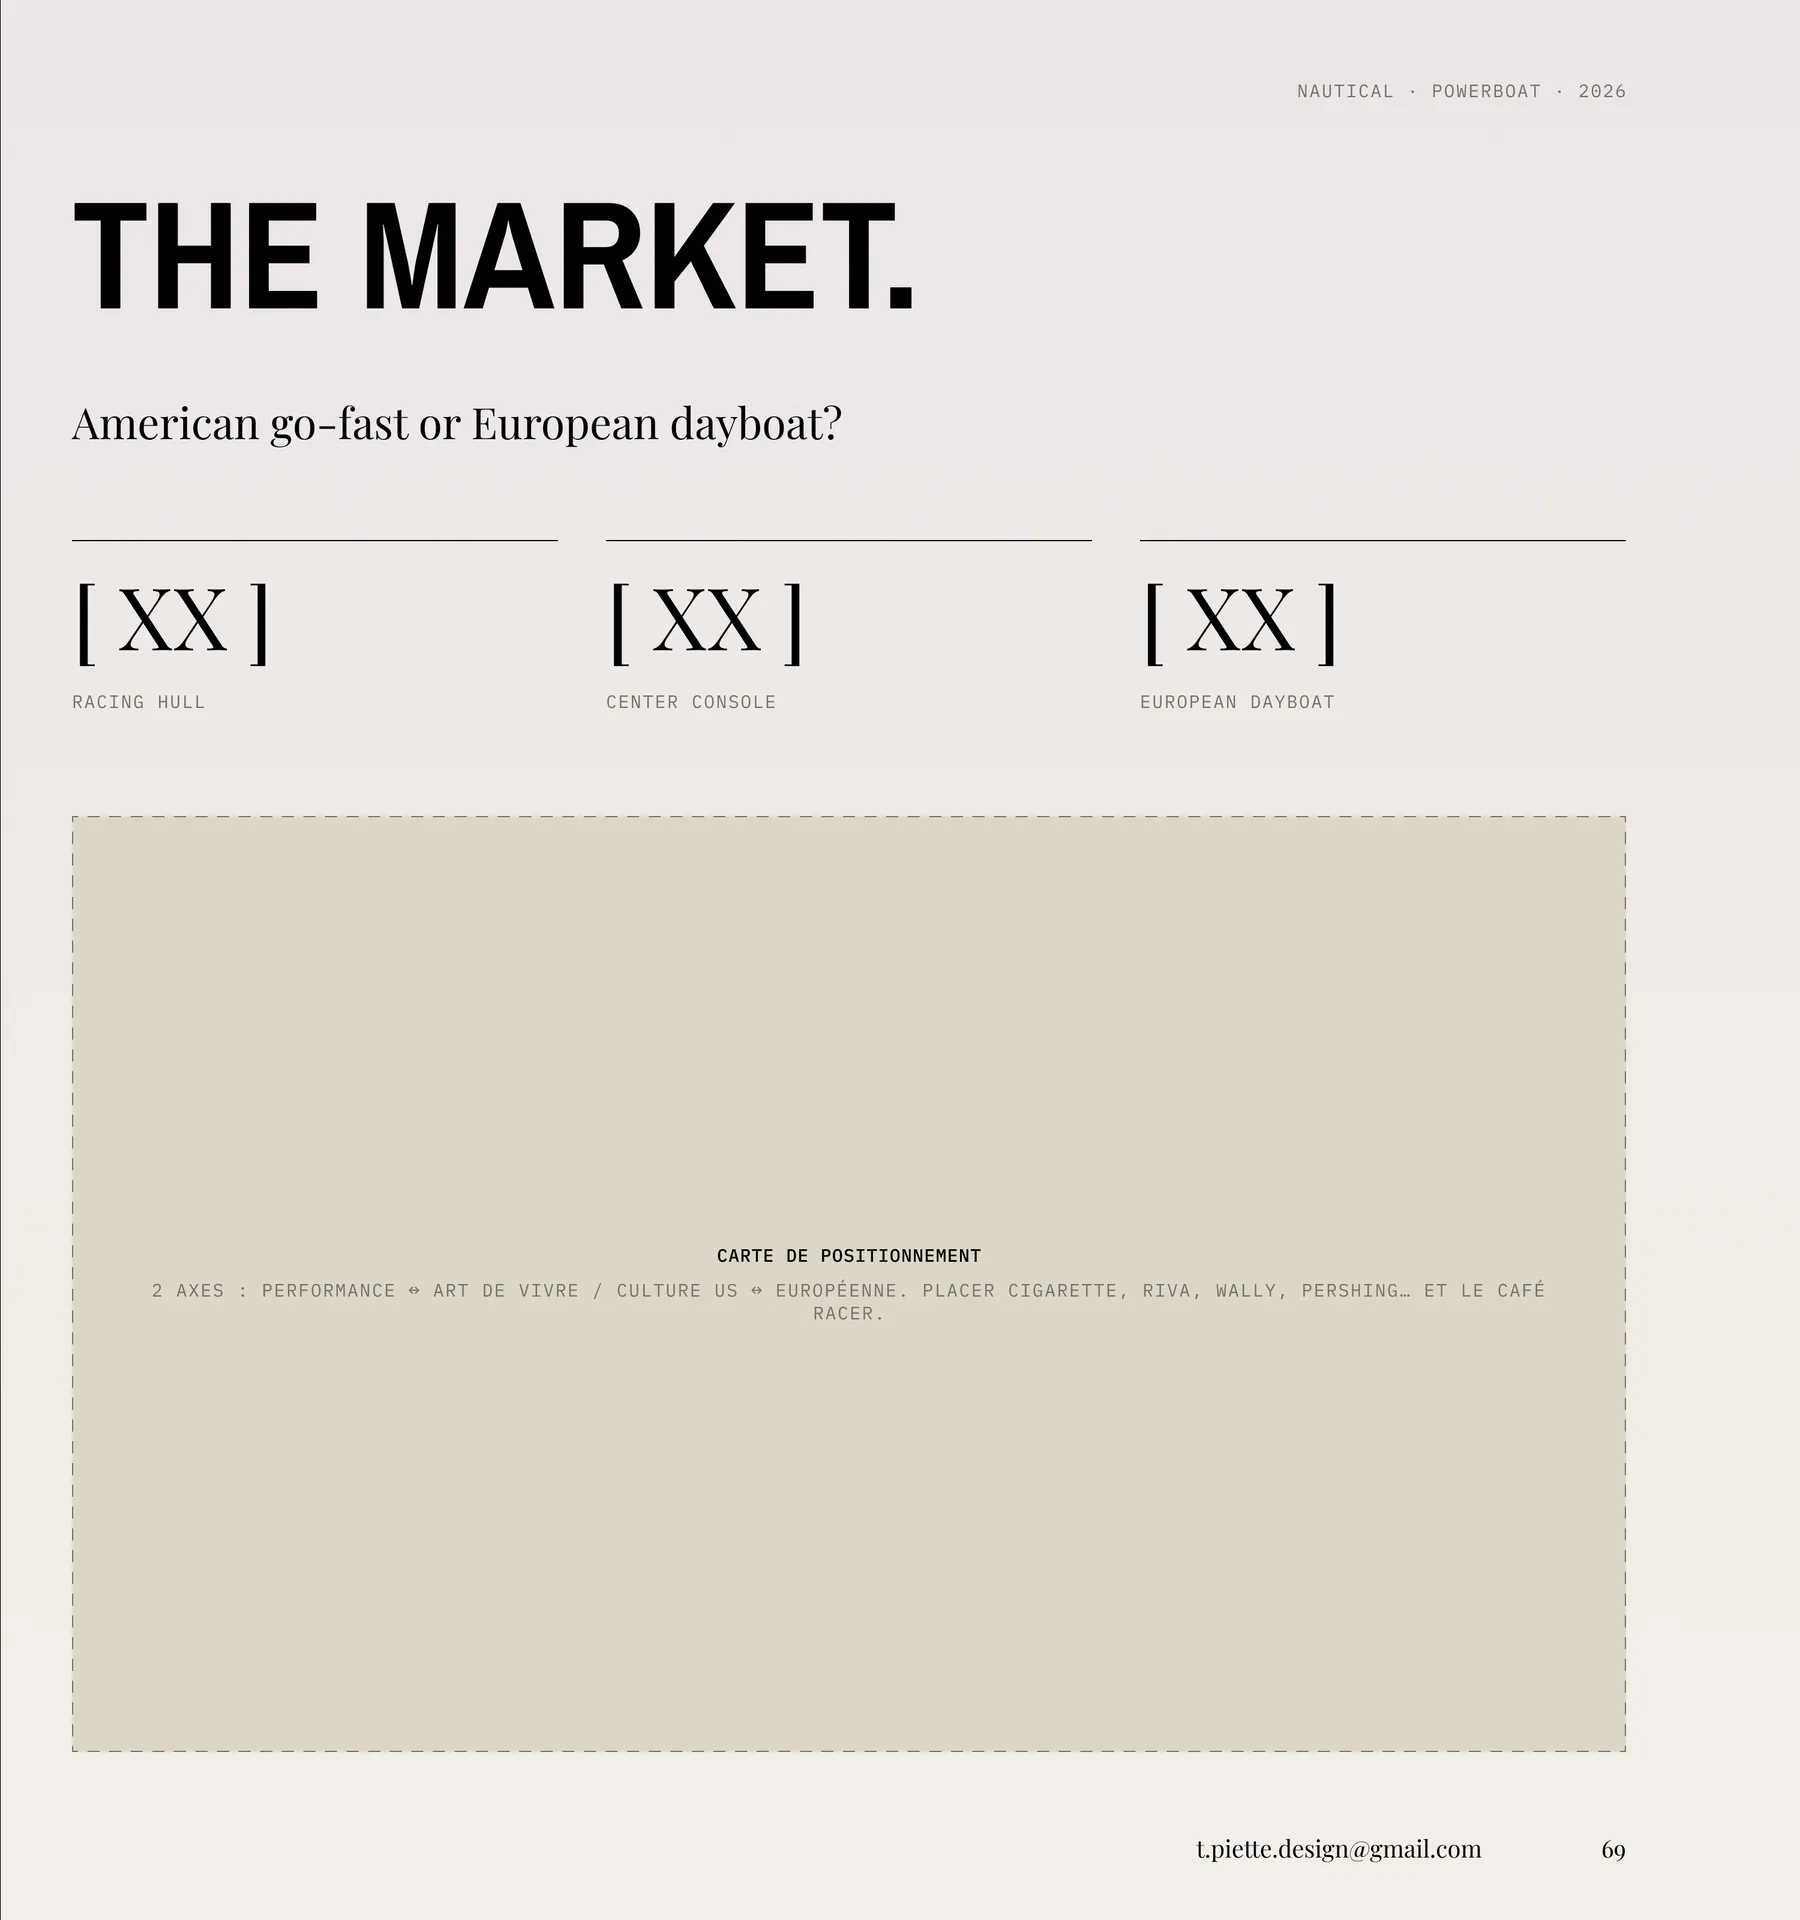 NAUTICAL · POWERBOAT · 2026
THE MARKET.
American go-fast or European dayboat?
[ XX ]
RACING HULL
[ XX ]
CENTER CONSOLE
[ XX ]
EUROPEAN DAYBOAT
CARTE DE POSITIONNEMENT
2 AXES : PERFORMANCE ↔ ART DE VIVRE / CULTURE US ↔ EUROPÉENNE. PLACER CIGARETTE, RIVA, WALLY, PERSHING… ET LE CAFÉ
RACER.
t.piette.design@gmail.com 69